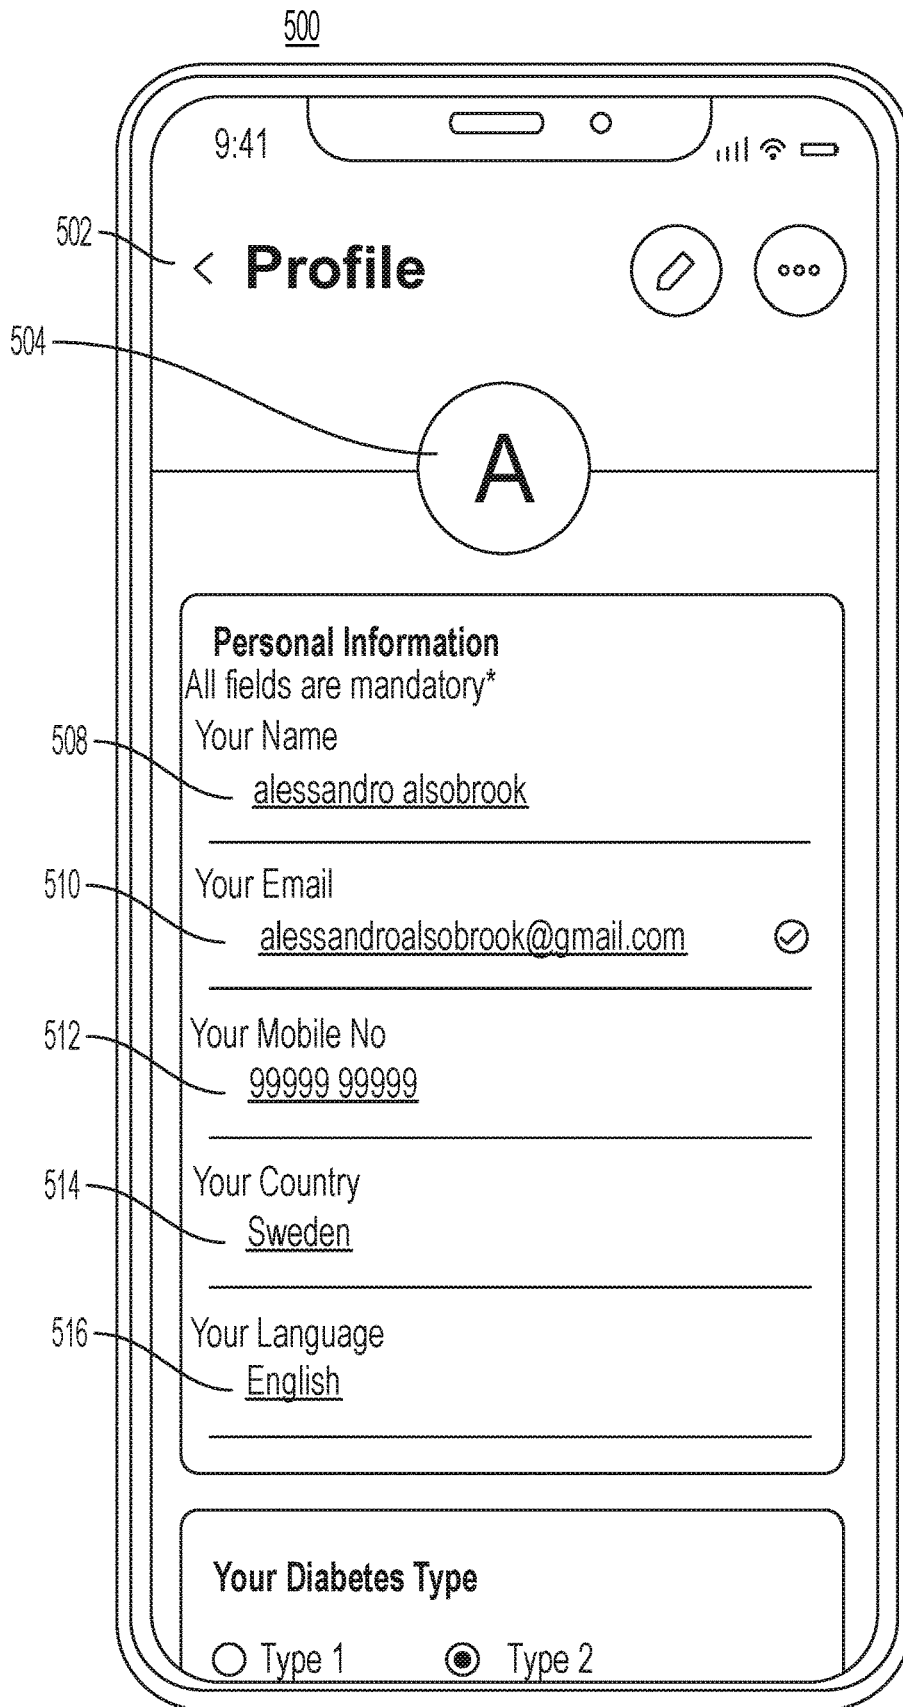 500
9:41
502
< Profile
504
A
Personal Information
All fields are mandatory*
Your Name
508
alessandro alsobrook
510
Your Email
alessandroalsobrook@gmail.com
512
Your Mobile No
99999 99999
514
Your Country
Sweden
516
Your Language
English
Your Diabetes Type
Type 1 Type 2